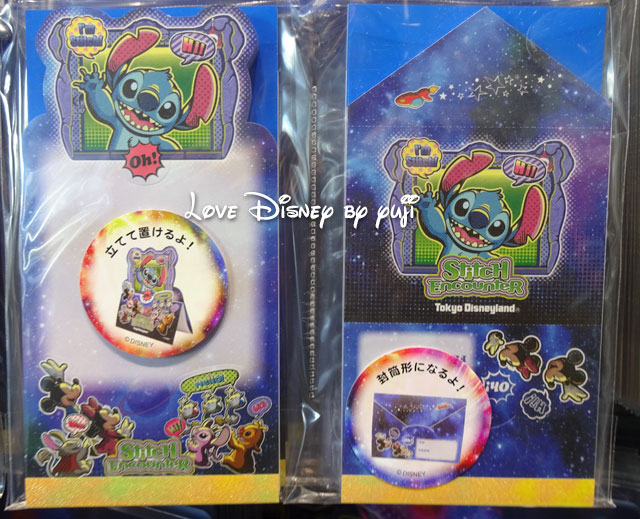 I'm
Stitch!
HI!
Oh!
立てて置けるよ!
© DISNEY
Stitch
Encounter
Love Disney by yuji
I'm
Stitch!
HI!
Stitch
Encounter
Tokyo Disneyland®
封筒形になるよ!
© DISNEY